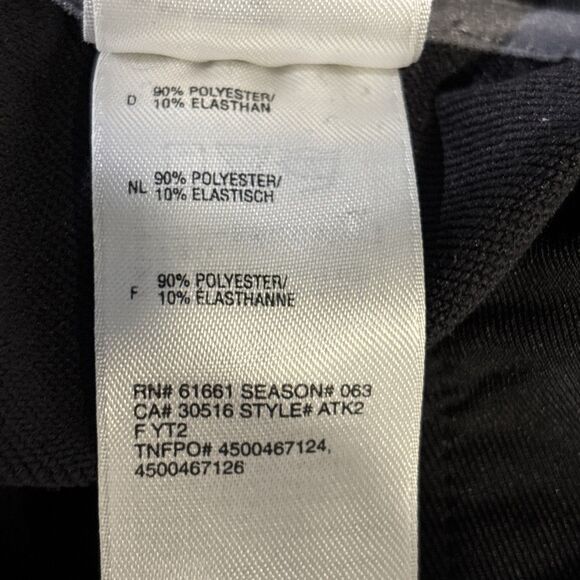 D 90% POLYESTER/
10% ELASTHAN
NL 90% POLYESTER/
10% ELASTISCH
F 90% POLYESTER/
10% ÉLASTHANNE
RN# 61661 SEASON# 063
CA# 30516 STYLE# ATK2
F YT2
TNFPO# 4500467124,
4500467126